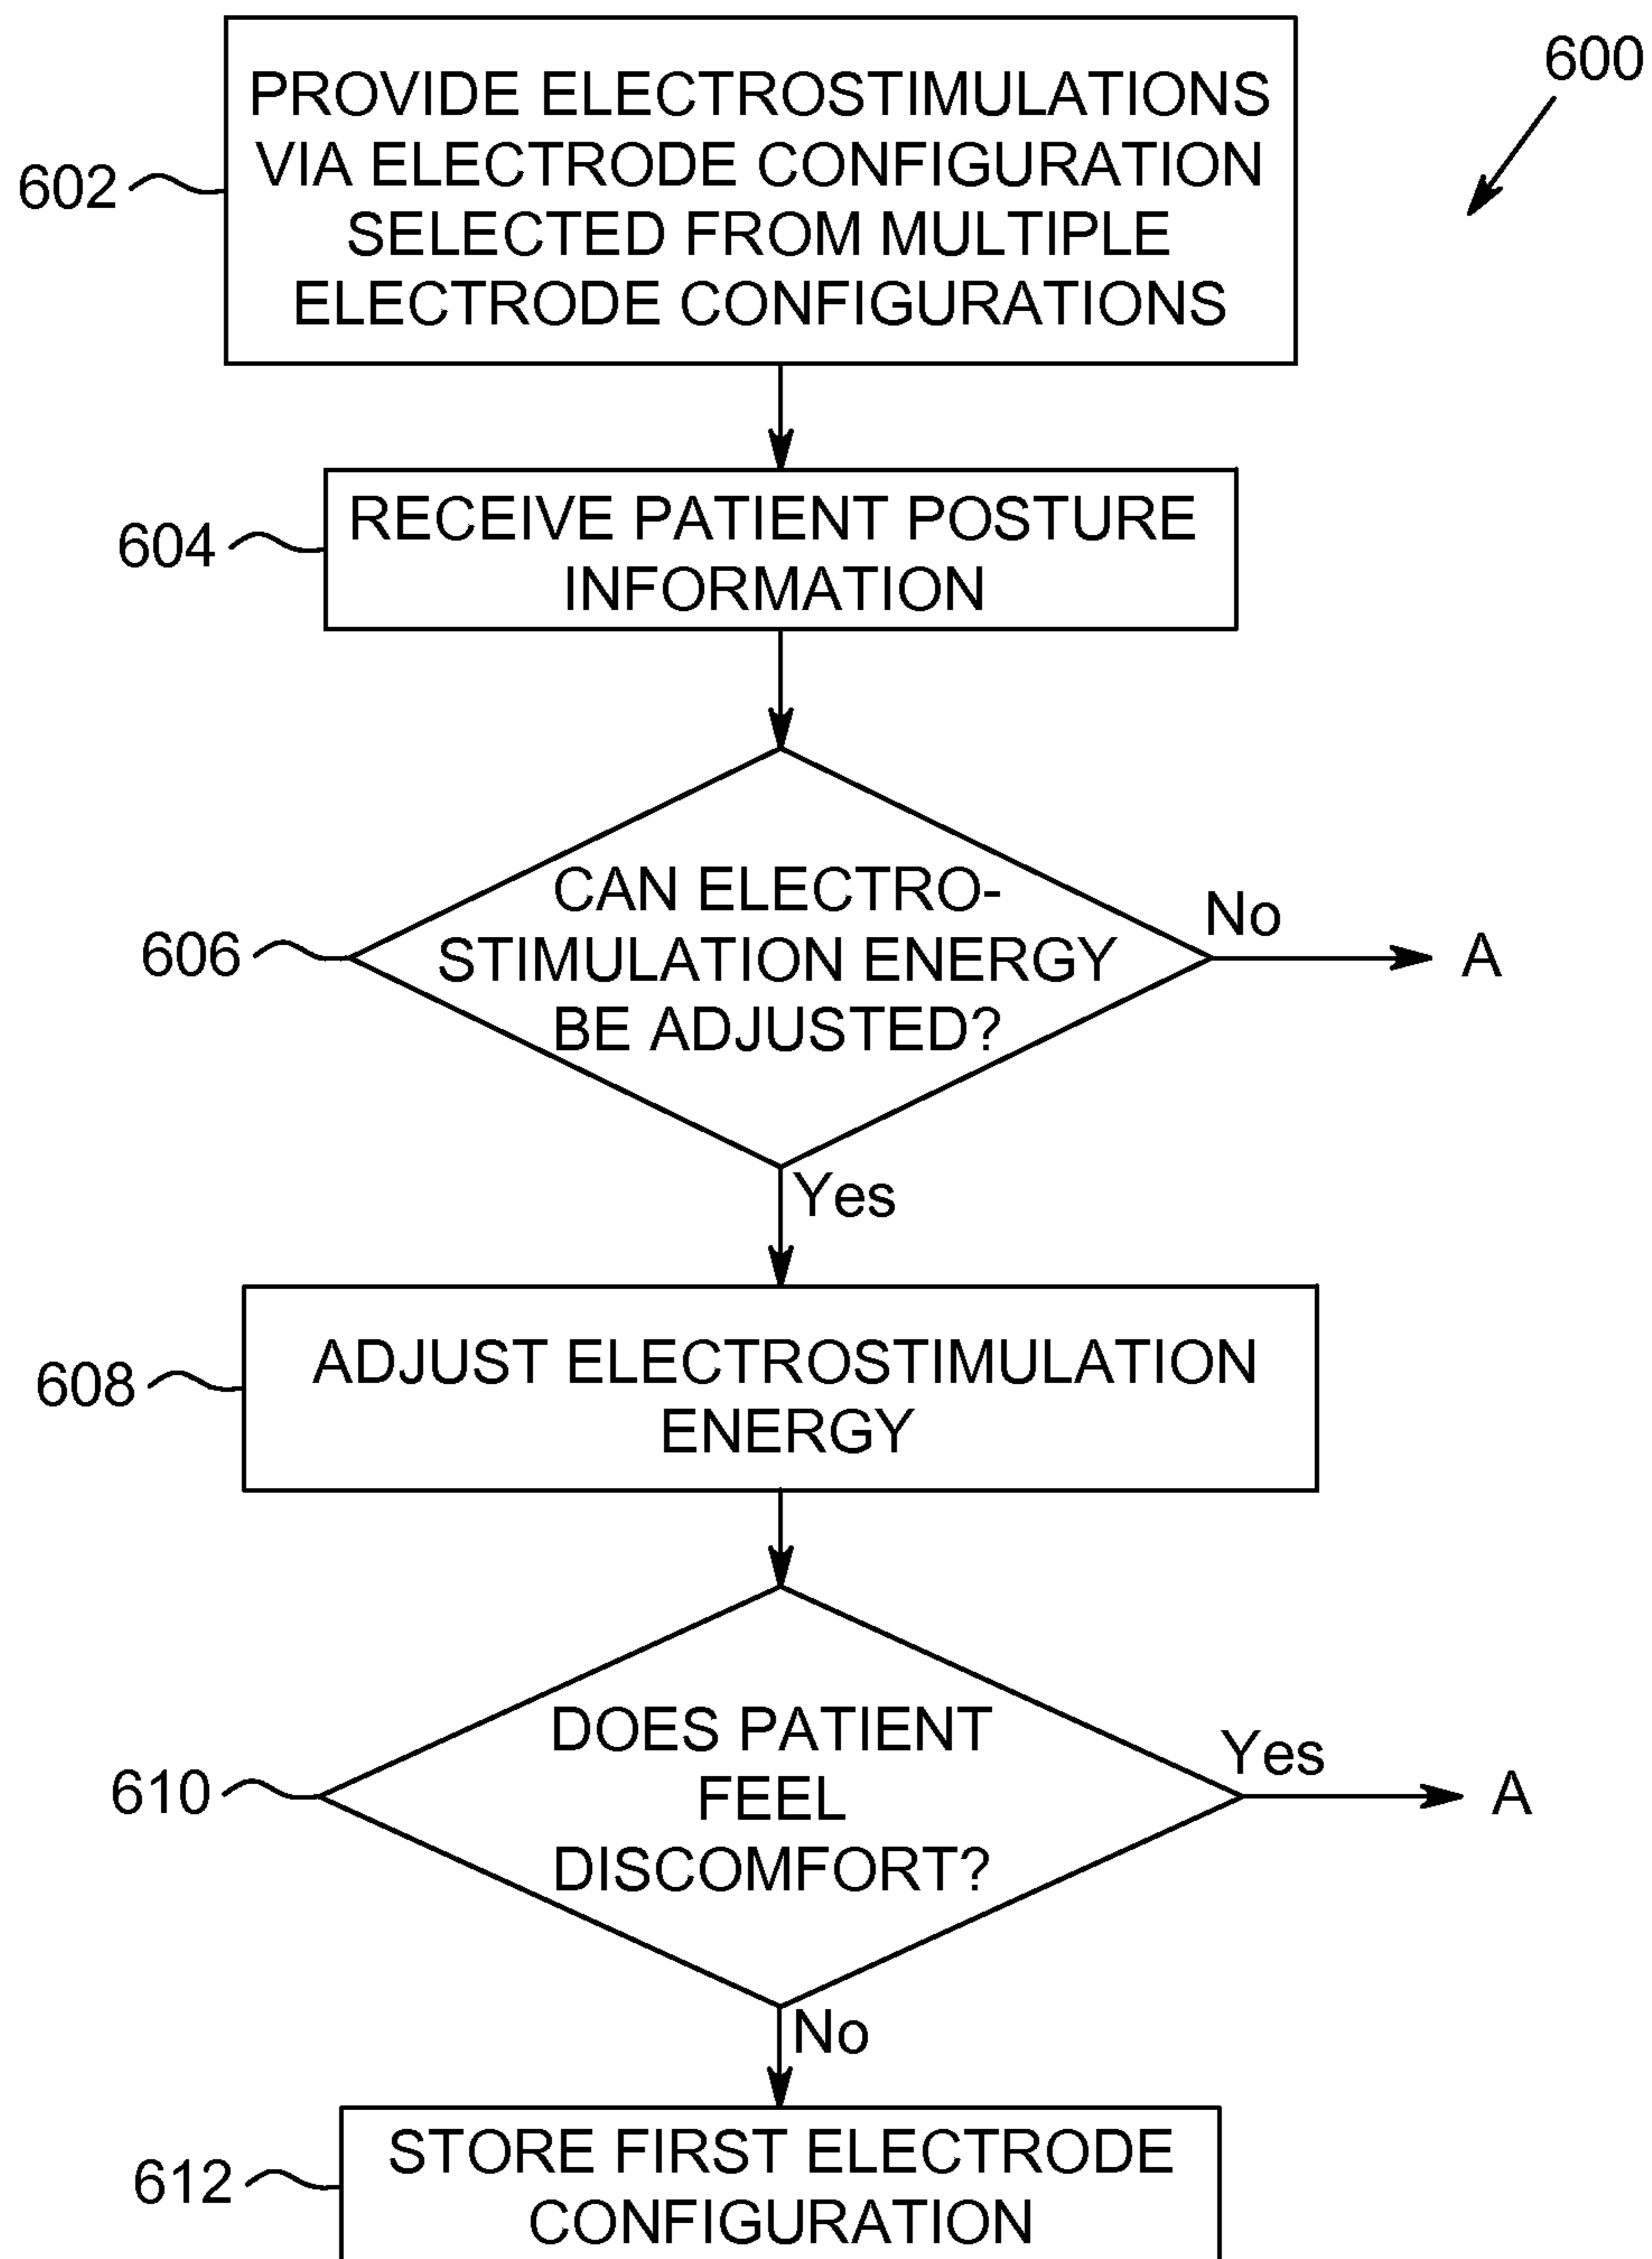 600
PROVIDE ELECTROSTIMULATIONS
VIA ELECTRODE CONFIGURATION
SELECTED FROM MULTIPLE
ELECTRODE CONFIGURATIONS
602
RECEIVE PATIENT POSTURE
INFORMATION
604
CAN ELECTRO-
STIMULATION ENERGY
BE ADJUSTED?
606
No
A
Yes
ADJUST ELECTROSTIMULATION
ENERGY
608
DOES PATIENT
FEEL
DISCOMFORT?
610
Yes
A
No
STORE FIRST ELECTRODE
CONFIGURATION
612